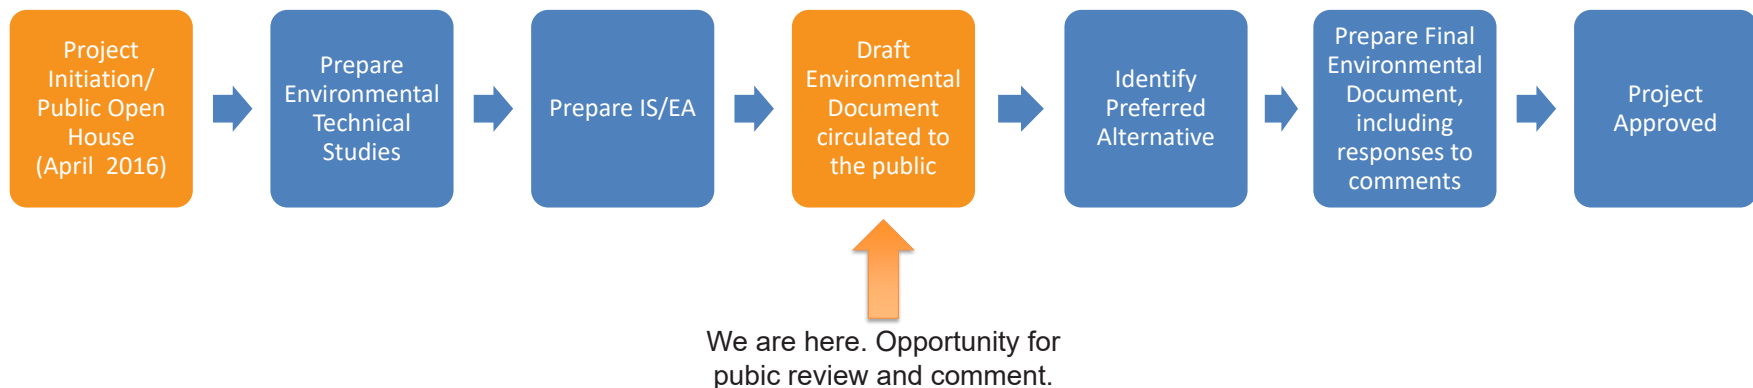 Project
Initiation/
Public Open
House
(April 2016)
Prepare
Environmental
Technical
Studies
Prepare IS/EA
Draft
Environmental
Document
circulated to
the public
Identify
Preferred
Alternative
Prepare Final
Environmental
Document,
including
responses to
comments
Project
Approved
We are here. Opportunity for
pubic review and comment.